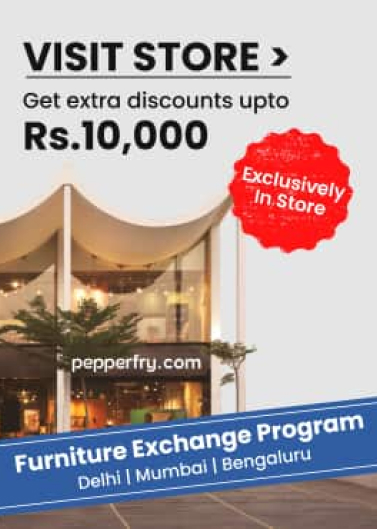 VISIT STORE >
Get extra discounts upto
Rs.10,000
Exclusively
In Store
pepperfry.com
Furniture Exchange Program
Delhi | Mumbai | Bengaluru